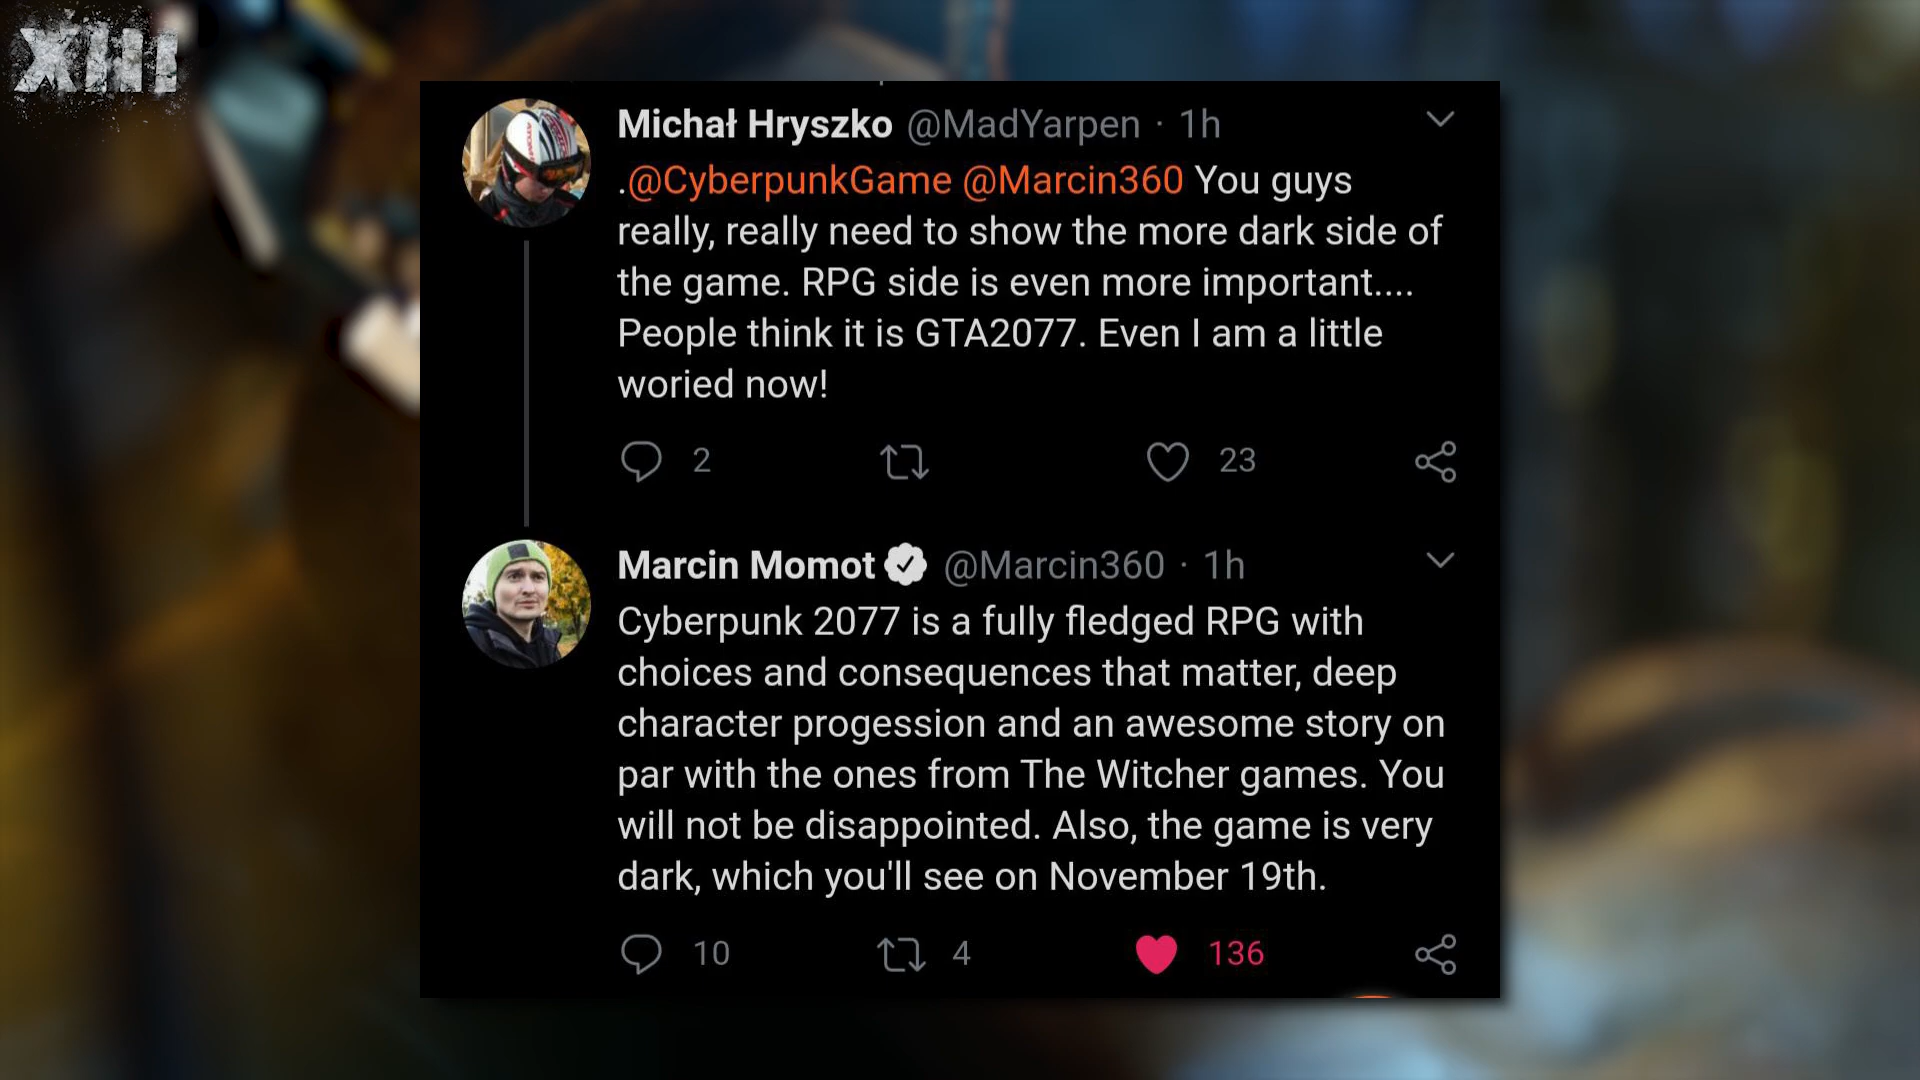 XIII
Michał Hryszko @MadYarpen · 1h
.@CyberpunkGame @Marcin360 You guys
really, really need to show the more dark side of
the game. RPG side is even more important....
People think it is GTA2077. Even I am a little
woried now!
2 23
Marcin Momot @Marcin360 · 1h
Cyberpunk 2077 is a fully fledged RPG with
choices and consequences that matter, deep
character progession and an awesome story on
par with the ones from The Witcher games. You
will not be disappointed. Also, the game is very
dark, which you'll see on November 19th.
10 4 136